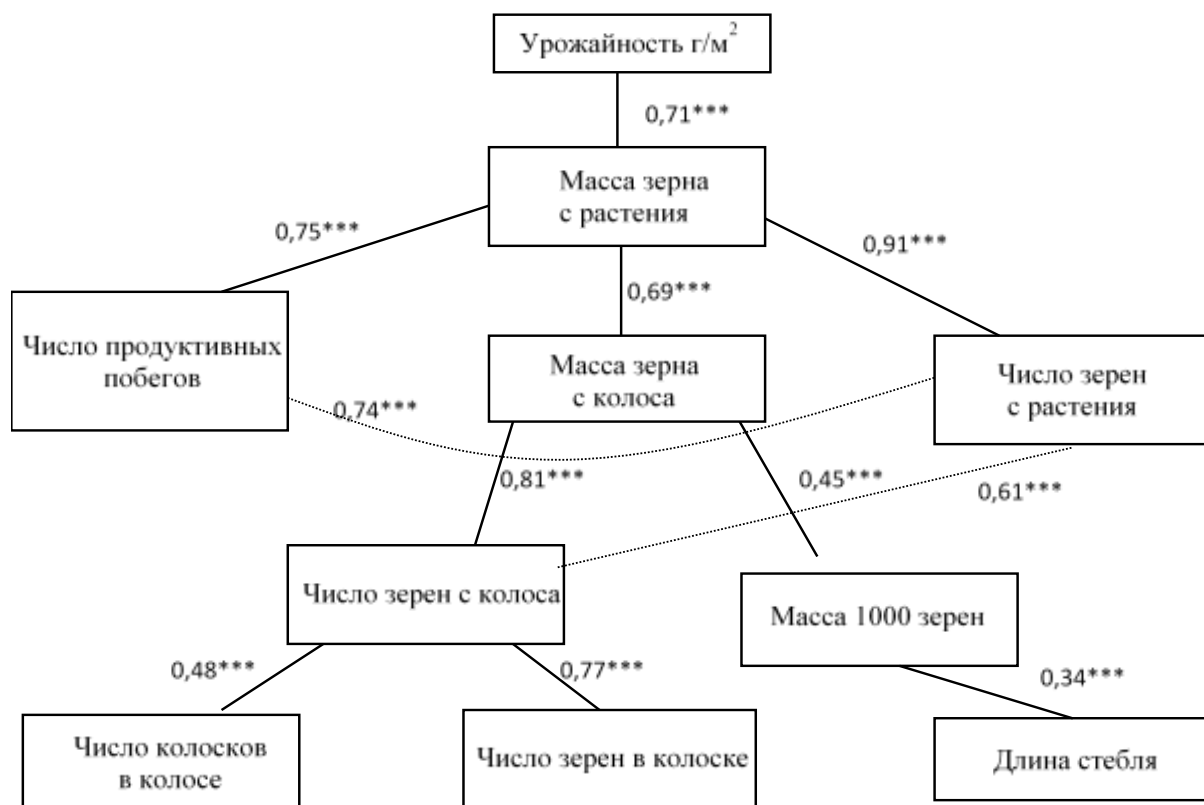 Урожайность г/м²
0,71***
Масса зерна
с растения
0,75***
0,91***
0,69***
Число продуктивных
побегов
Масса зерна
с колоса
Число зерен
с растения
0,74***
0,81***
0,45***
0,61***
Число зерен с колоса
Масса 1000 зерен
0,48***
0,77***
0,34***
Число колосков
в колосе
Число зерен в колоске
Длина стебля